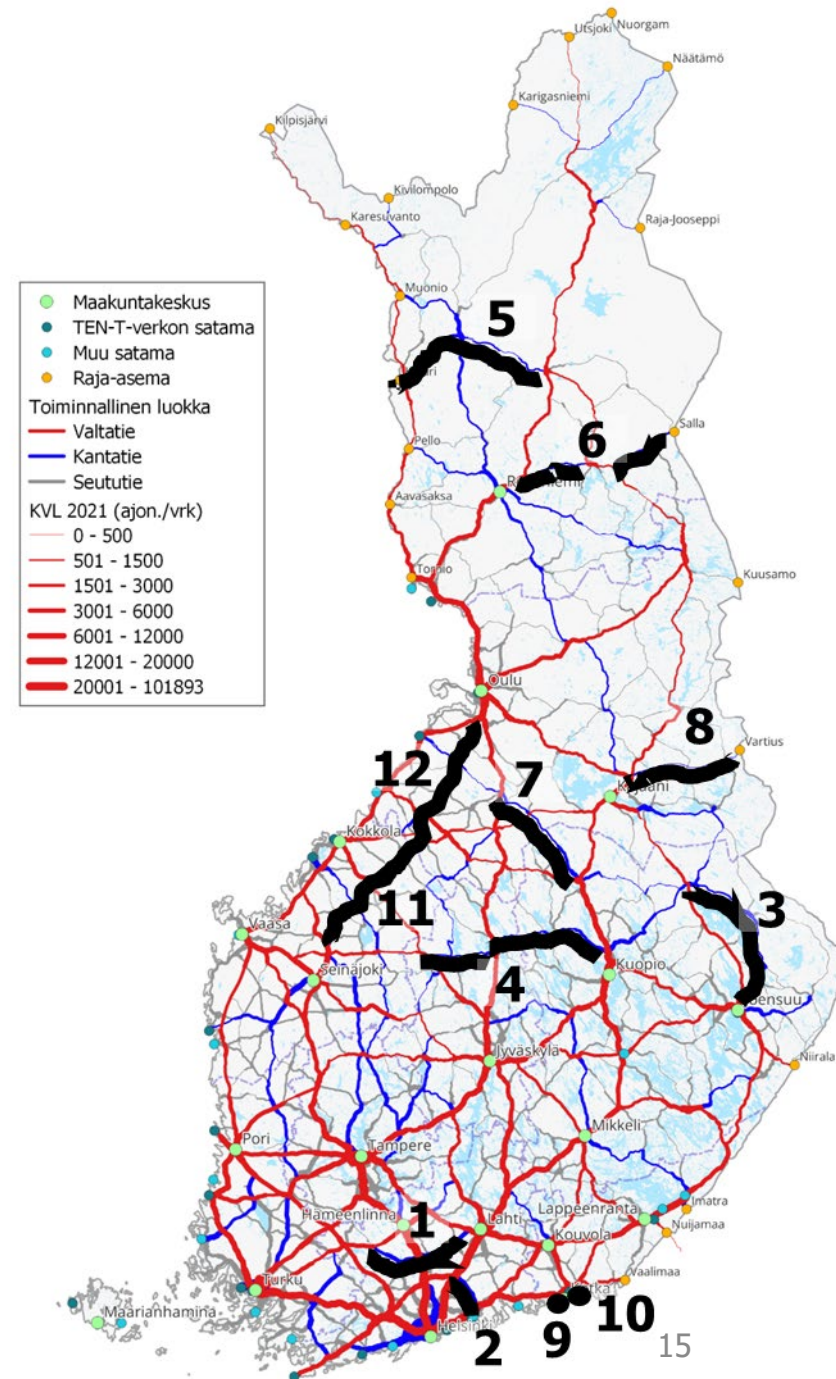 Nuorgam
Utsjoki
Näätämö
Karigasniemi
Kilpisjärvi
Kivilompolo
Karesuvanto
Raja-Jooseppi
Muonio
5
Maakuntakeskus
TEN-T-verkon satama
Muu satama
Raja-asema
Toiminnallinen luokka
Valtatie
Kantatie
Seututie
KVL 2021 (ajon./vrk)
0 - 500
501 - 1500
1501 - 3000
3001 - 6000
6001 - 12000
12001 - 20000
20001 - 101893
6
Salla
Pello
Aavasaksa
Tornio
Kuusamo
Oulu
8
Vartius
12
7
Kajaani
Kokkola
11
3
Vaasa
Seinäjoki
4
Kuopio
Joensuu
Jyväskylä
Niirala
Mikkeli
Pori
Tampere
Imatra
Lappeenranta
Hämeenlinna
1
Lahti
Kouvola
Nuijamaa
Vaalimaa
Turku
Maarianhamina
Helsinki
2
9
10
15